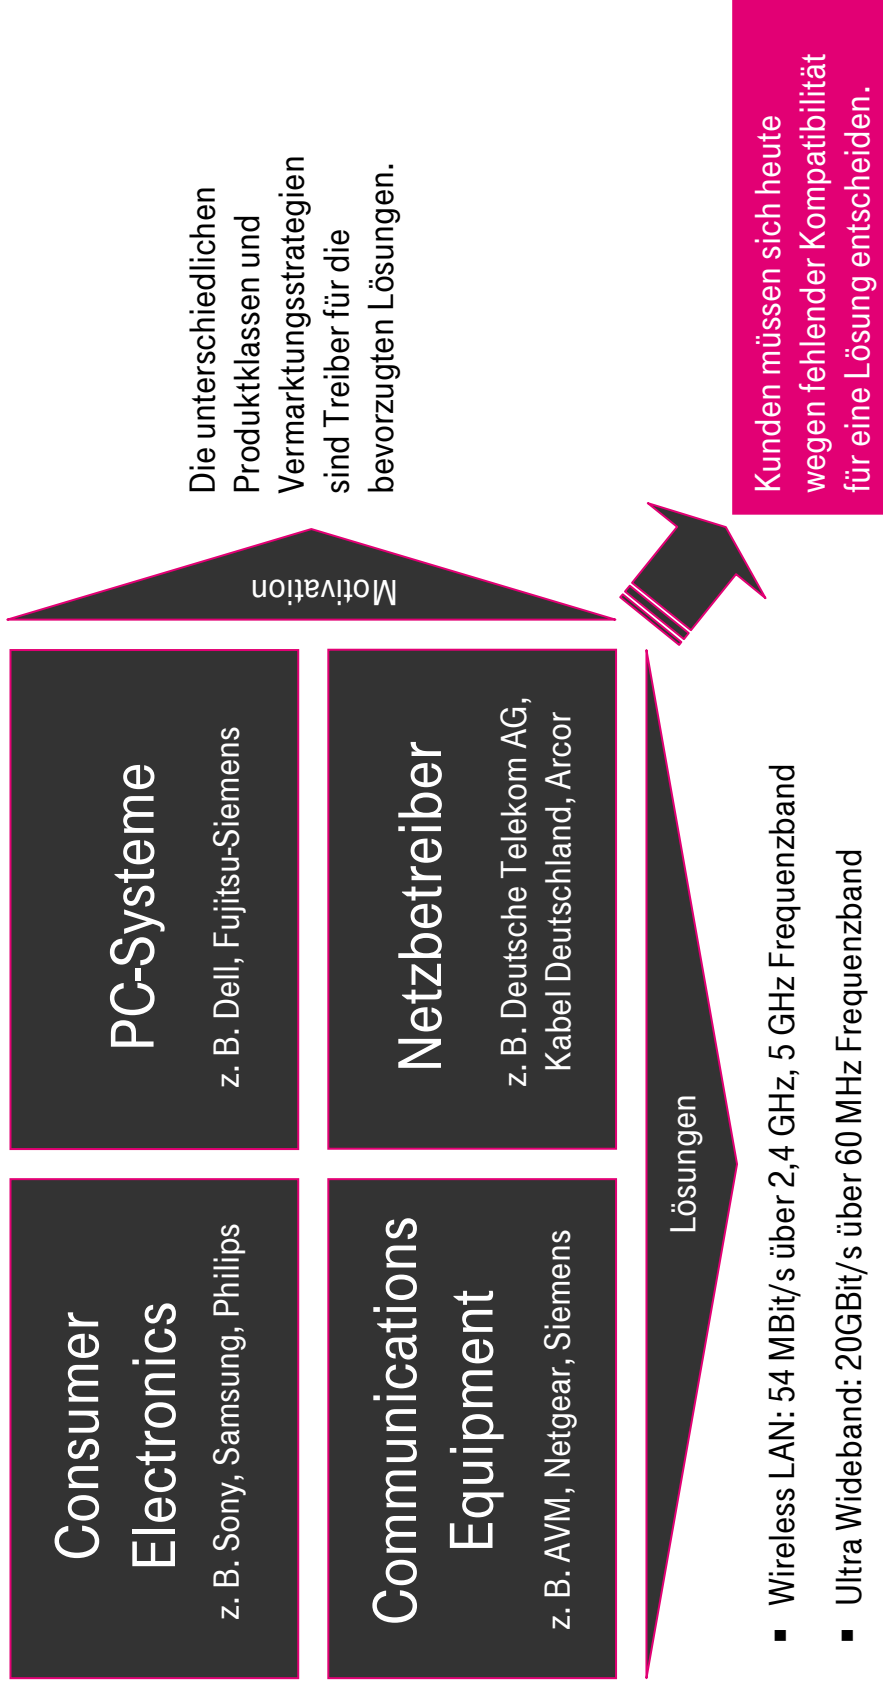 Consumer
Electronics
z. B. Sony, Samsung, Philips
PC-Systeme
z. B. Dell, Fujitsu-Siemens
Communications
Equipment
z. B. AVM, Netgear, Siemens
Netzbetreiber
z. B. Deutsche Telekom AG,
Kabel Deutschland, Arcor
Motivation
Die unterschiedlichen
Produktklassen und
Vermarktungsstrategien
sind Treiber für die
bevorzugten Lösungen.
Lösungen
▪ Wireless LAN: 54 MBit/s über 2,4 GHz, 5 GHz Frequenzband
▪ Ultra Wideband: 20GBit/s über 60 MHz Frequenzband
Kunden müssen sich heute
wegen fehlender Kompatibilität
für eine Lösung entscheiden.